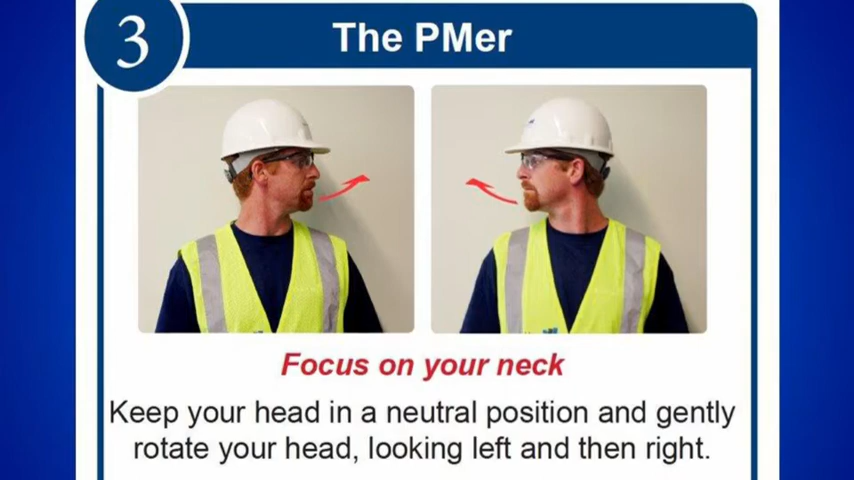 3
The PMer
Focus on your neck
Keep your head in a neutral position and gently
rotate your head, looking left and then right.